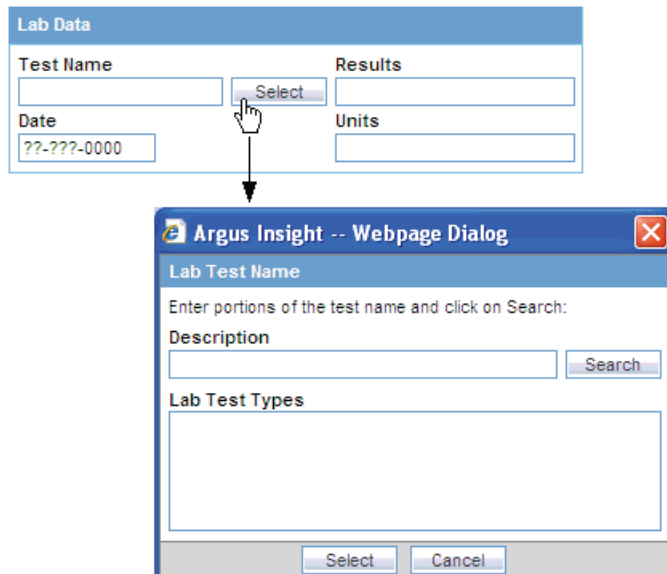 Lab Data
Test Name
Select
Results
Date
Units
??-???-0000
Argus Insight -- Webpage Dialog
Lab Test Name
Enter portions of the test name and click on Search:
Description
Search
Lab Test Types
Select Cancel